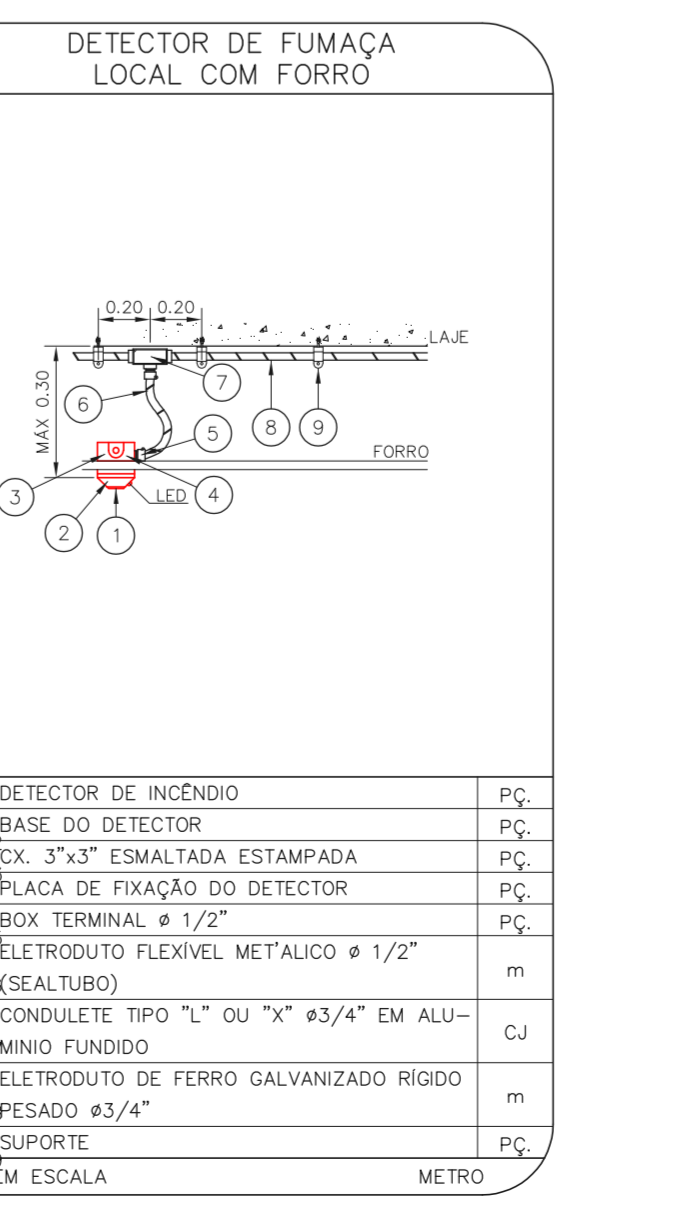 DETECTOR DE FUMAÇA
LOCAL COM FORRO
0.20 0.20
LAJE
MÁX 0.30
7
6
5
8
9
FORRO
3
LED
4
2
1
DETECTOR DE INCÊNDIO PÇ.
BASE DO DETECTOR PÇ.
CX. 3"x3" ESMALTADA ESTAMPADA PÇ.
PLACA DE FIXAÇÃO DO DETECTOR PÇ.
BOX TERMINAL ø 1/2" PÇ.
ELETRODUTO FLEXÍVEL MET'ALICO ø 1/2"
(SEALTUBO) m
CONDULETE TIPO "L" OU "X" ø3/4" EM ALU-
MINIO FUNDIDO CJ
ELETRODUTO DE FERRO GALVANIZADO RÍGIDO
PESADO ø3/4" m
SUPORTE PÇ.
EM ESCALA METRO